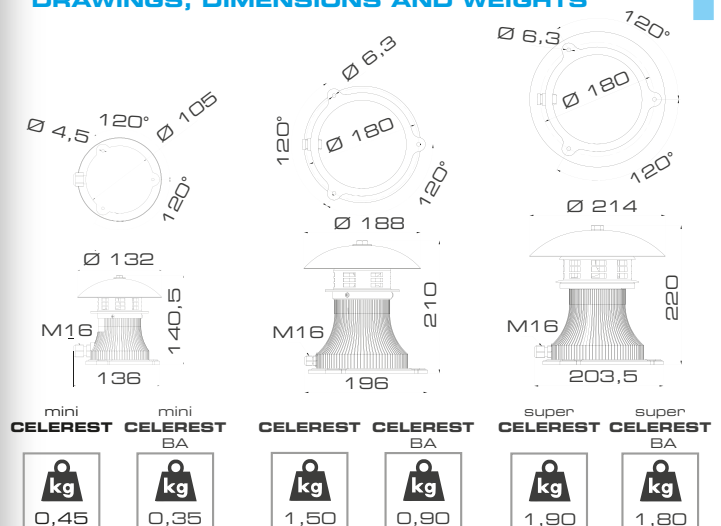 DRAWINGS, DIMENSIONS AND WEIGHTS
Ø 4,5
120°
Ø 105
120°
Ø 132
M16
140,5
136
Ø 6,3
120°
Ø 180
120°
Ø 188
M16
210
196
Ø 6,3
120°
Ø 180
120°
Ø 214
M16
220
203,5
mini
CELEREST
kg
0,45
mini
CELEREST
BA
kg
0,35
CELEREST
kg
1,50
CELEREST
BA
kg
0,90
super
CELEREST
kg
1,90
super
CELEREST
BA
kg
1,80